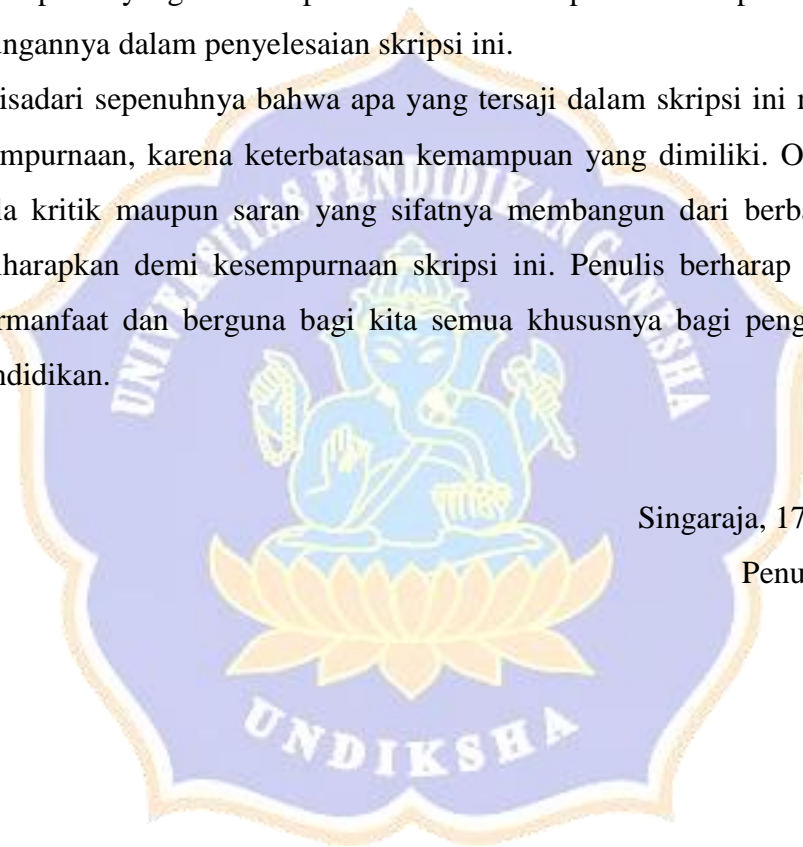 ungannya dalam penyelesaian skripsi ini.
isadari sepenuhnya bahwa apa yang tersaji dalam skripsi ini
mpurnaan, karena keterbatasan kemampuan yang dimiliki. O
la kritik maupun saran yang sifatnya membangun dari berba
harapkan demi kesempurnaan skripsi ini. Penulis berharap
rmanfaat dan berguna bagi kita semua khususnya bagi peng
ndidikan.
Singaraja, 17
Penu
UNIVERSITAS PENDIDIKAN GANESHA
UNDIKSHA